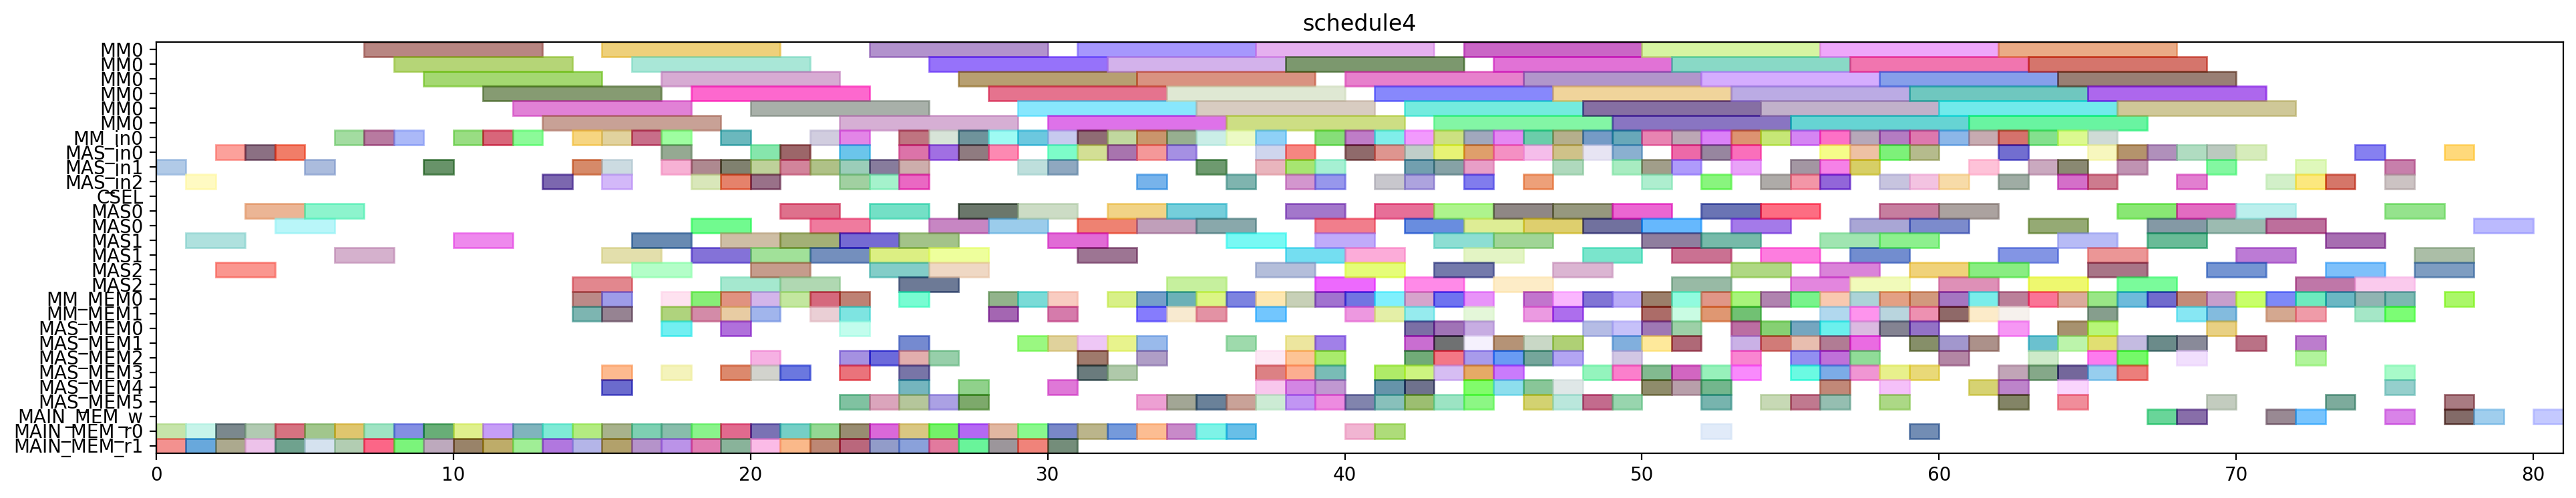 schedule4
MM0
MM0
MM0
MM0
MM0
MM0
MM_in0
MAS_in0
MAS_in1
MAS_in2
CSEL
MAS0
MAS0
MAS1
MAS1
MAS2
MAS2
MM_MEM0
MM_MEM1
MAS_MEM0
MAS_MEM1
MAS_MEM2
MAS_MEM3
MAS_MEM4
MAS_MEM5
MAIN_MEM_w
MAIN_MEM_r0
MAIN_MEM_r1
0 10 20 30 40 50 60 70 80